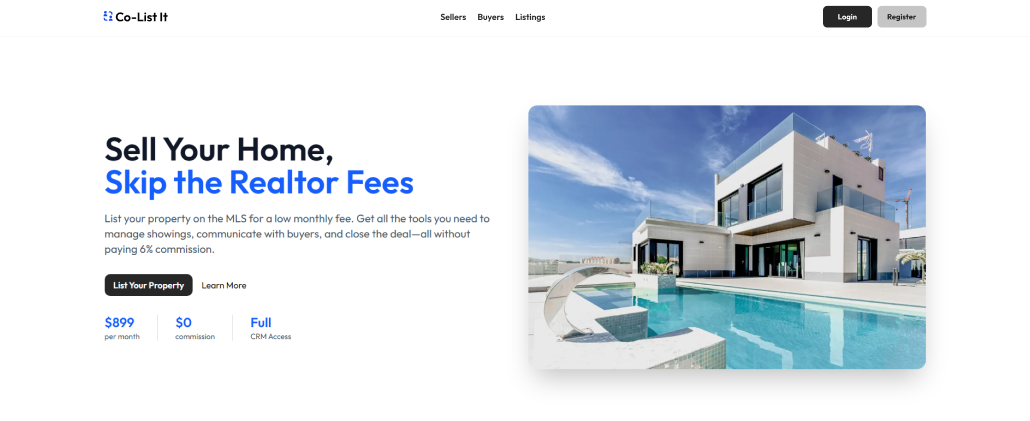 Co-List It
Sellers Buyers Listings
Login
Register
Sell Your Home,
Skip the Realtor Fees
List your property on the MLS for a low monthly fee. Get all the tools you need to
manage showings, communicate with buyers, and close the deal—all without
paying 6% commission.
List Your Property
Learn More
$899
per month
$0
commission
Full
CRM Access